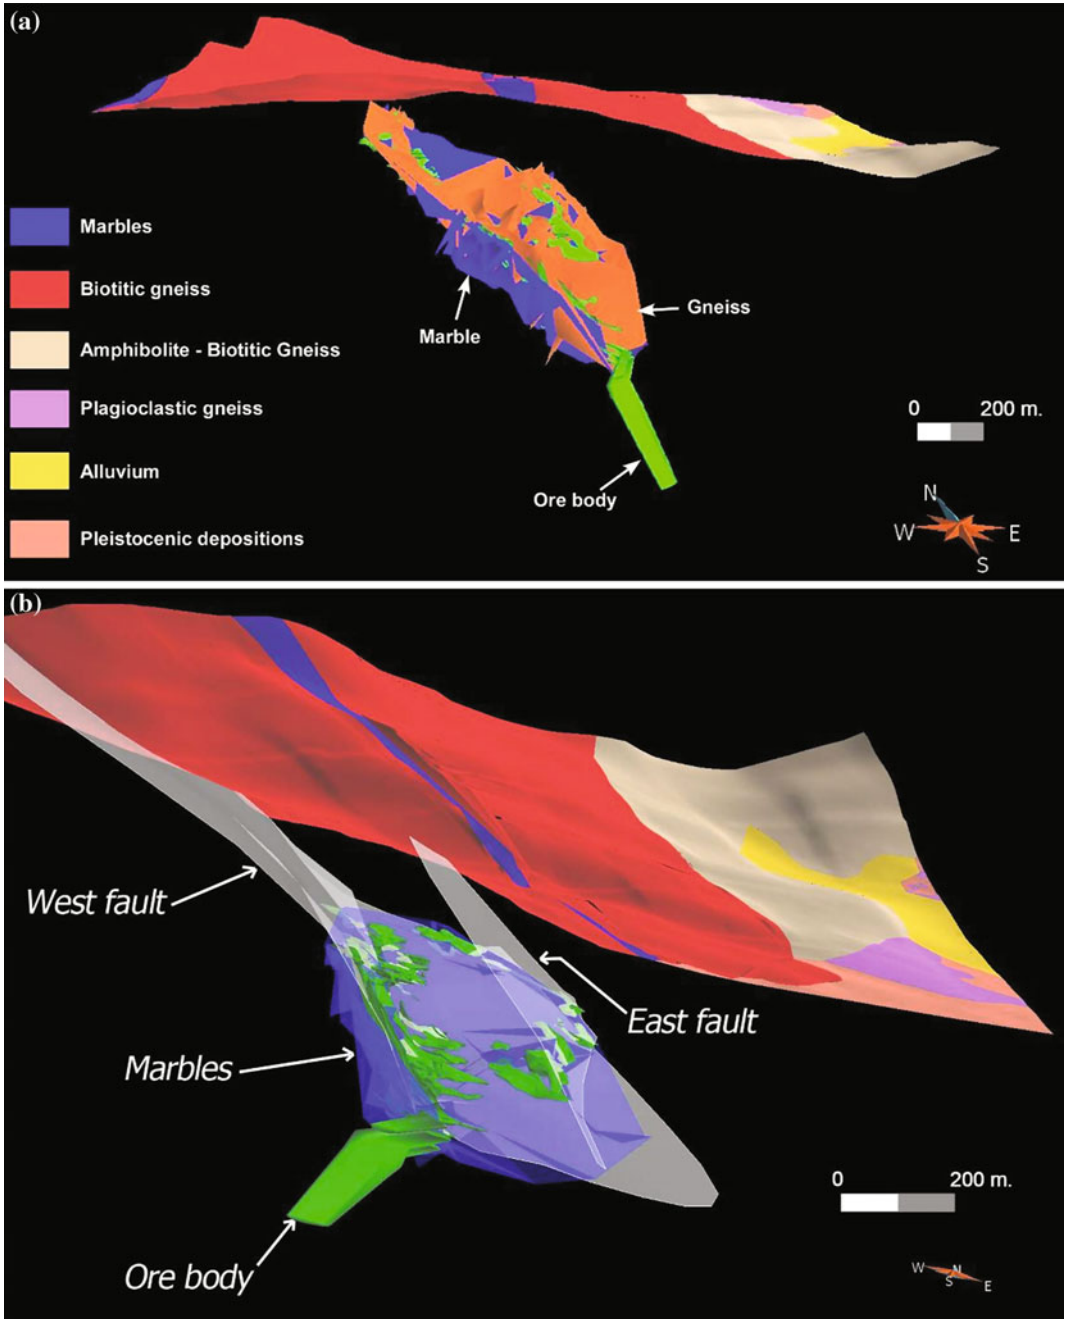 (a)
Marbles
Biotitic gneiss
Amphibolite - Biotitic Gneiss
Plagioclastic gneiss
Alluvium
Pleistocenic depositions
Marble
Gneiss
Ore body
0 200 m.
N
W E
S
(b)
West fault
East fault
Marbles
Ore body
0 200 m.
W N
S E